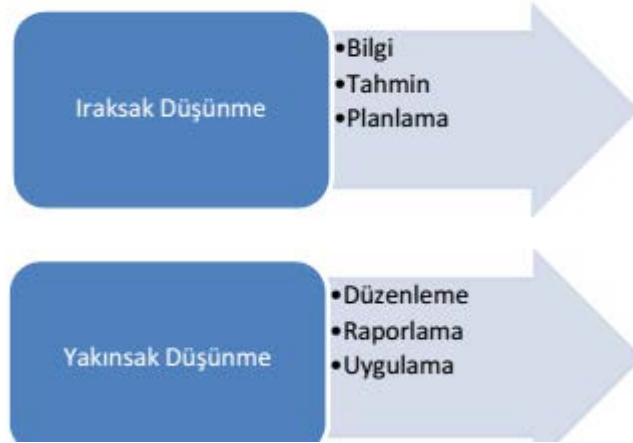 Iraksak Düşünme
•Bilgi
•Tahmin
•Planlama
Yakınsak Düşünme
•Düzenleme
•Raporlama
•Uygulama